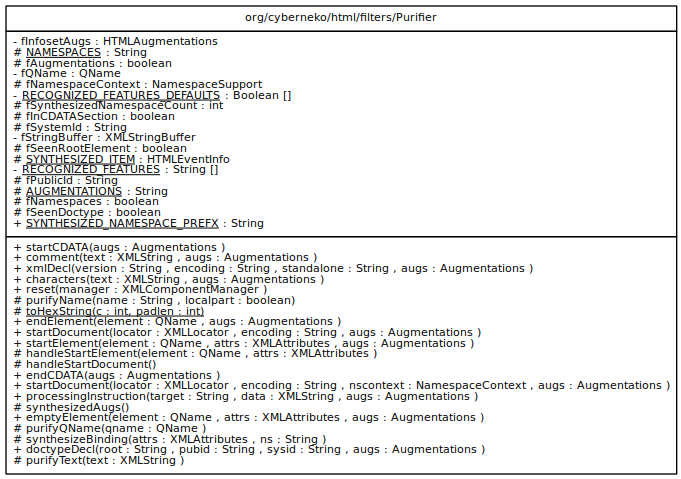 org/cyberneko/html/filters/Purifier
- fInfosetAugs : HTMLAugmentations
# NAMESPACES : String
# fAugmentations : boolean
- fQName : QName
# fNamespaceContext : NamespaceSupport
- RECOGNIZED_FEATURES_DEFAULTS : Boolean []
# fSynthesizedNamespaceCount : int
# fInCDATASection : boolean
# fSystemId : String
- fStringBuffer : XMLStringBuffer
# fSeenRootElement : boolean
# SYNTHESIZED_ITEM : HTMLEventInfo
- RECOGNIZED_FEATURES : String []
# fPublicId : String
# AUGMENTATIONS : String
# fNamespaces : boolean
# fSeenDoctype : boolean
+ SYNTHESIZED_NAMESPACE_PREFX : String
+ startCDATA(augs : Augmentations )
+ comment(text : XMLString , augs : Augmentations )
+ xmlDecl(version : String , encoding : String , standalone : String , augs : Augmentations )
+ characters(text : XMLString , augs : Augmentations )
+ reset(manager : XMLComponentManager )
# purifyName(name : String , localpart : boolean)
# toHexString(c : int, padlen : int)
+ endElement(element : QName , augs : Augmentations )
+ startDocument(locator : XMLLocator , encoding : String , augs : Augmentations )
+ startElement(element : QName , attrs : XMLAttributes , augs : Augmentations )
# handleStartElement(element : QName , attrs : XMLAttributes )
# handleStartDocument()
+ endCDATA(augs : Augmentations )
+ startDocument(locator : XMLLocator , encoding : String , nscontext : NamespaceContext , augs : Augmentations )
+ processingInstruction(target : String , data : XMLString , augs : Augmentations )
# synthesizedAugs()
+ emptyElement(element : QName , attrs : XMLAttributes , augs : Augmentations )
# purifyQName(qname : QName )
# synthesizeBinding(attrs : XMLAttributes , ns : String )
+ doctypeDecl(root : String , pubid : String , sysid : String , augs : Augmentations )
# purifyText(text : XMLString )